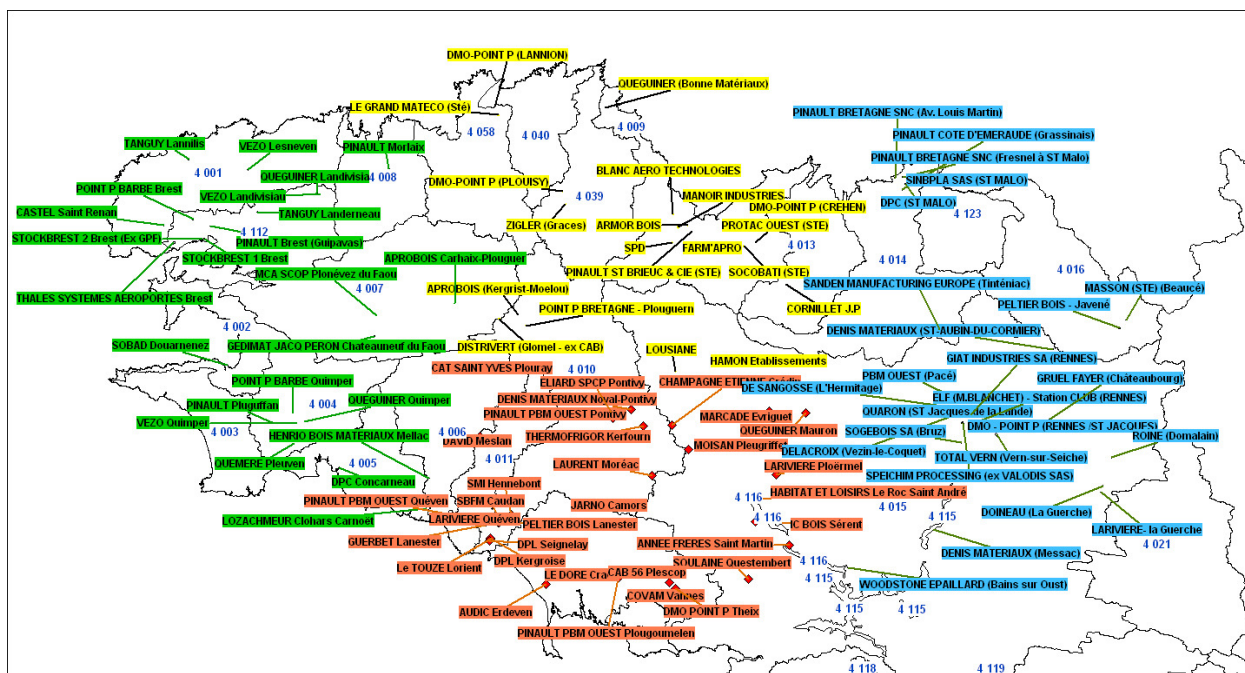 DMO-POINT P (LANNION)
QUEGUINER (Bonne Matériaux)
LE GRAND MATECO (Sté)
4 058
4 040
4 009
PINAULT BRETAGNE SNC (Av. Louis Martin)
PINAULT COTE D'EMERAUDE (Grassinais)
PINAULT BRETAGNE SNC (Fresnel à ST Malo)
SINBPLA SAS (ST MALO)
DPC (ST MALO)
4 123
TANGUY Lannilis
VEZO Lesneven
PINAULT Morlaix
4 001
QUEGUINER Landivisia
4 008
POINT P BARBE Brest
VEZO Landivisiau
CASTEL Saint Renan
TANGUY Landerneau
4 112
STOCKBREST 2 Brest (Ex GPF)
PINAULT Brest (Guipavas)
STOCKBREST 1 Brest
MCA SCOP Plonévez du Faou
THALES SYSTEMES AEROPORTES Brest
4 007
APROBOIS Carhaix-Plouguer
BLANC AERO TECHNOLOGIES
DMO-POINT P (PLOUISY)
4 039
MANOIR INDUSTRIES
DMO-POINT P (CREHEN)
ZIGLER (Graces)
ARMOR BOIS
PROTAC OUEST (STE)
SPD
FARM'APRO
4 013
PINAULT ST BRIEUC & CIE (STE)
SOCOBATI (STE)
APROBOIS (Kergrist-Moelou)
CORNILLET J.P
POINT P BRETAGNE - Plouguern
4 014
4 016
SANDEN MANUFACTURING EUROPE (Tinténiac)
MASSON (STE) (Beaucé)
PELTIER BOIS - Javené
4 002
SOBAD Douarnenez
GEDIMAT JACQ PERON Chateauneuf du Faou
DISTRIVERT (Glomel - ex CAB)
LOUSIANE
HAMON Etablissements
DENIS MATERIAUX (ST-AUBIN-DU-CORMIER)
GIAT INDUSTRIES SA (RENNES)
PBM OUEST (Pacé)
GRUEL FAYER (Châteaubourg)
DE SANGOSSE (L'Hermitage)
ELF (M.BLANCHET) - Station CLUB (RENNES)
QUARON (ST Jacques de la Lande)
DMO - POINT P (RENNES /ST JACQUES)
SOGEBOIS SA (Bruz)
ROINE (Domalain)
DELACROIX (Vezin-le-Coquet)
TOTAL VERN (Vern-sur-Seiche)
SPEICHIM PROCESSING (ex VALODIS SAS)
POINT P BARBE Quimper
PINAULT Pluguffan
QUEGUINER Quimper
4 004
VEZO Quimper
4 003
HENRIO BOIS MATERIAUX Mellac
QUEMERE Pleuven
4 005
DPC Concarneau
LOZACHMEUR Clohars Carnoët
4 006
CAT SAINT YVES Plouray
4 010
ELIARD SPCP Pontivy
CHAMPAGNE ETIENNE Crédin
DENIS MATERIAUX Noyal-Pontivy
PINAULT PBM OUEST Pontivy
MARCADE Evriguet
THERMOFRIGOR Kerfourn
QUEGUINER Mauron
DAVID Meslan
MOISAN Pleugriffet
4 011
LAURENT Moréac
LARIVIERE Ploërmel
SMI Hennebont
PINAULT PBM OUEST Quéven
SBFM Caudan
JARNO Camors
HABITAT ET LOISIRS Le Roc Saint André
4 116
4 015
LARIVIERE Quéven
PELTIER BOIS Lanester
4 116
IC BOIS Sérent
4 115
DOINEAU (La Guerche)
LARIVIERE- la Guerche
4 021
GUERBET Lanester
DPL Seignelay
ANNEE FRERES Saint Martin
DENIS MATERIAUX (Messac)
DPL Kergroise
Le TOUZE Lorient
SOULAINE Questembert
4 116
4 115
LE DORE Cra
CAB 56 Plescop
WOODSTONE EPAILLARD (Bains sur Oust)
COVAM Vannes
AUDIC Erdeven
DMO POINT P Theix
4 115
4 115
PINAULT PBM OUEST Plougoumelen
4 118
4 119